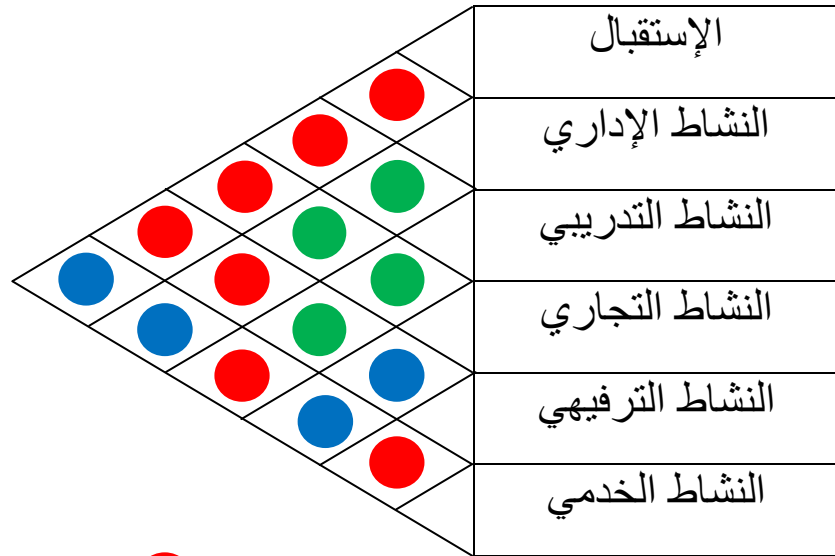 الإستقبال
النشاط الإداري
النشاط التدريبي
النشاط التجاري
النشاط الترفيهي
النشاط الخدمي